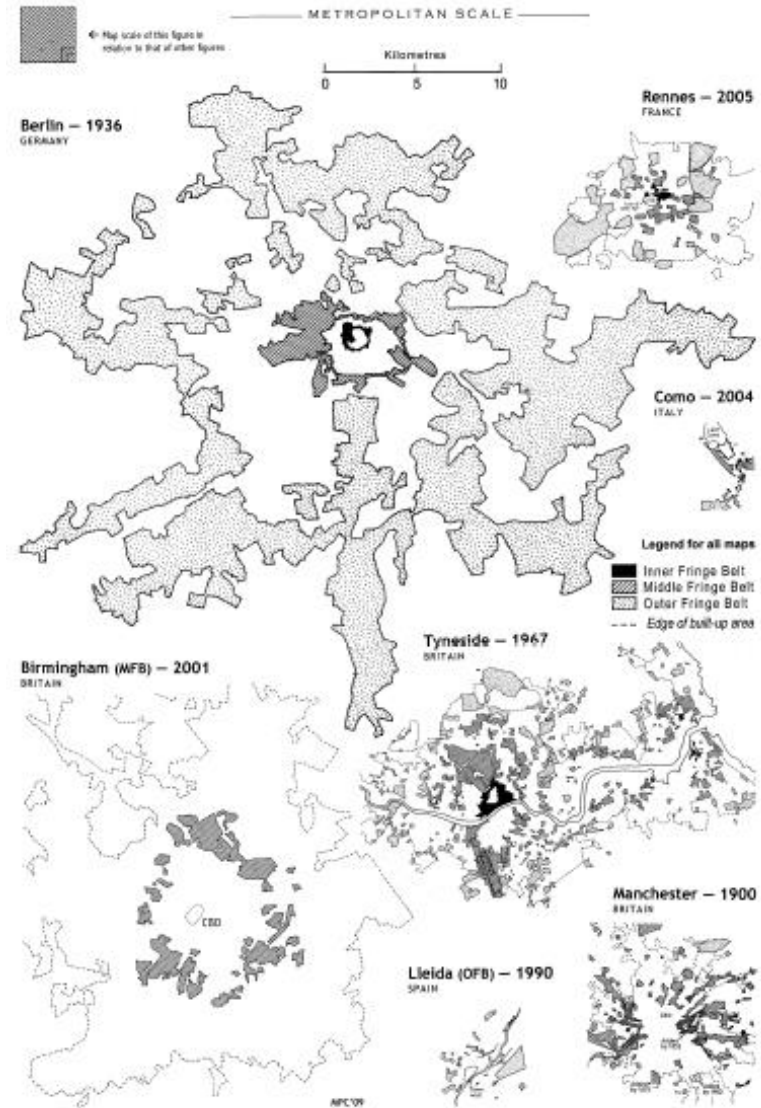 METROPOLITAN SCALE
← Map scale of this figure in
relation to that of other figures
Kilometres
0 5 10
Berlin — 1936
GERMANY
Rennes — 2005
FRANCE
Como — 2004
ITALY
Legend for all maps
Inner Fringe Belt
Middle Fringe Belt
Outer Fringe Belt
Edge of built-up area
Tyneside — 1967
BRITAIN
Birmingham (MFB) — 2001
BRITAIN
CBD
Manchester — 1900
BRITAIN
Lleida (OFB) — 1990
SPAIN
MPC'09